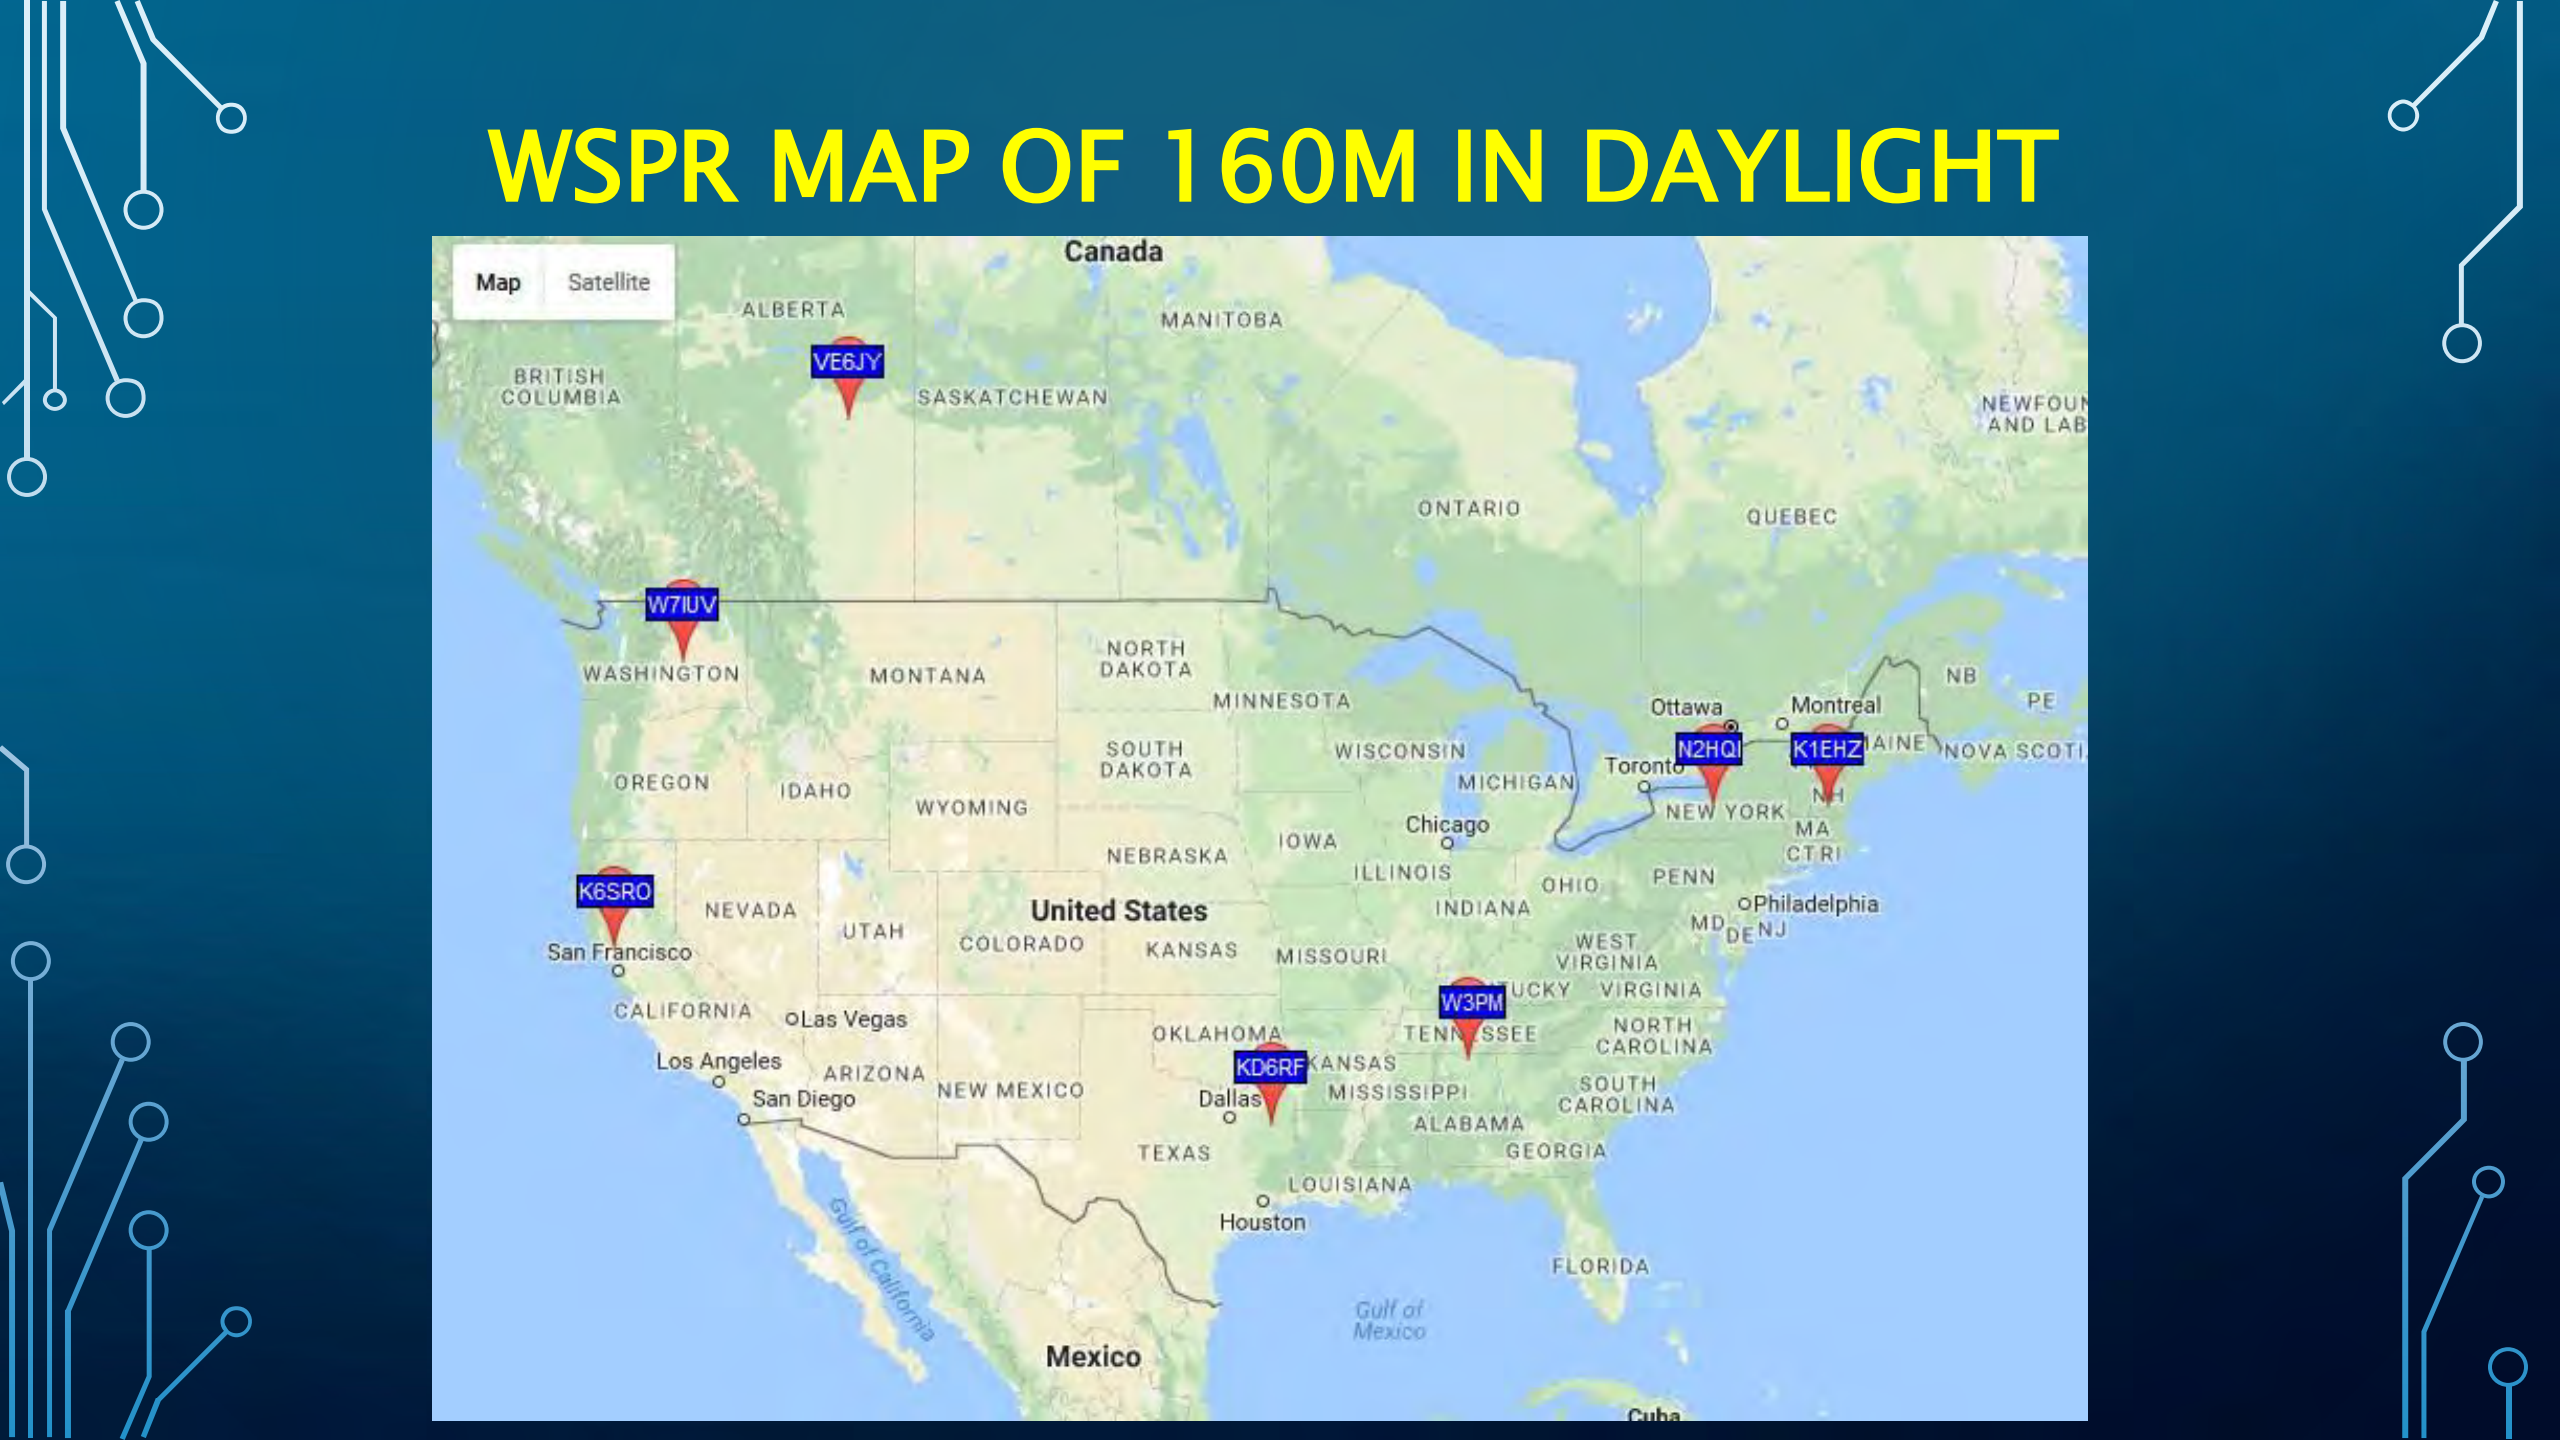 WSPR MAP OF 160M IN DAYLIGHT
Canada
Map Satellite
ALBERTA
MANITOBA
VE6JY
BRITISH
COLUMBIA
SASKATCHEWAN
NEWFOUN
AND LAB
ONTARIO
QUEBEC
W7IUV
WASHINGTON
MONTANA
NORTH
DAKOTA
MINNESOTA
NB
PE
Ottawa
Montreal
N2HQI
K1EHZ
AINE
NOVA SCOTI
SOUTH
DAKOTA
WISCONSIN
MICHIGAN
Toronto
OREGON
IDAHO
WYOMING
NH
NEW YORK
MA
CT RI
Chicago
IOWA
NEBRASKA
ILLINOIS
OHIO
PENN
K6SRO
NEVADA
United States
INDIANA
Philadelphia
MD
DE
NJ
UTAH
COLORADO
KANSAS
MISSOURI
WEST
VIRGINIA
San Francisco
W3PM
TUCKY
VIRGINIA
CALIFORNIA
Las Vegas
OKLAHOMA
TENNESSEE
NORTH
CAROLINA
Los Angeles
ARIZONA
NEW MEXICO
KD6RF
KANSAS
San Diego
Dallas
MISSISSIPPI
SOUTH
CAROLINA
ALABAMA
TEXAS
GEORGIA
LOUISIANA
Houston
Gulf of California
FLORIDA
Gulf of
Mexico
Mexico
Cuba